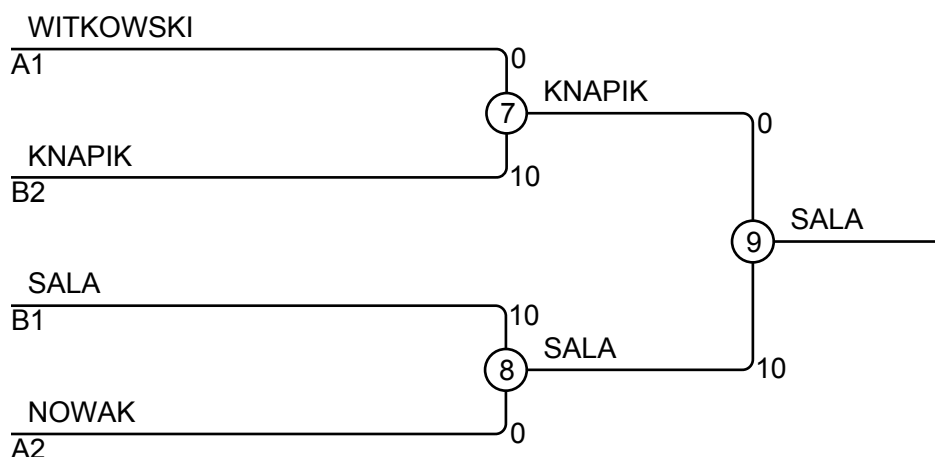 WITKOWSKI
A1
0
7
KNAPIK
0
KNAPIK
B2
10
9
SALA
SALA
B1
10
8
SALA
10
NOWAK
A2
0